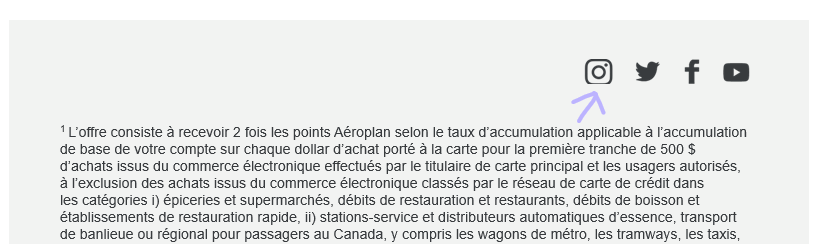 ¹ L'offre consiste à recevoir 2 fois les points Aéroplan selon le taux d'accumulation applicable à l'accumulation
de base de votre compte sur chaque dollar d'achat porté à la carte pour la première tranche de 500 $
d'achats issus du commerce électronique effectués par le titulaire de carte principal et les usagers autorisés,
à l'exclusion des achats issus du commerce électronique classés par le réseau de carte de crédit dans
les catégories i) épiceries et supermarchés, débits de restauration et restaurants, débits de boisson et
établissements de restauration rapide, ii) stations-service et distributeurs automatiques d'essence, transport
de banlieue ou régional pour passagers au Canada, y compris les wagons de métro, les tramways, les taxis,